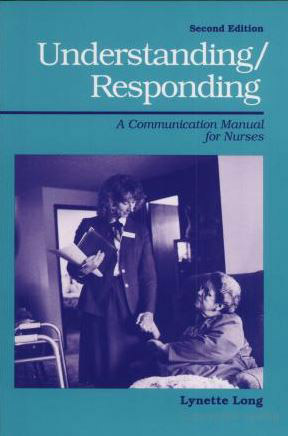 Second Edition
Understanding/
Responding
A Communication Manual
for Nurses
Lynette Long